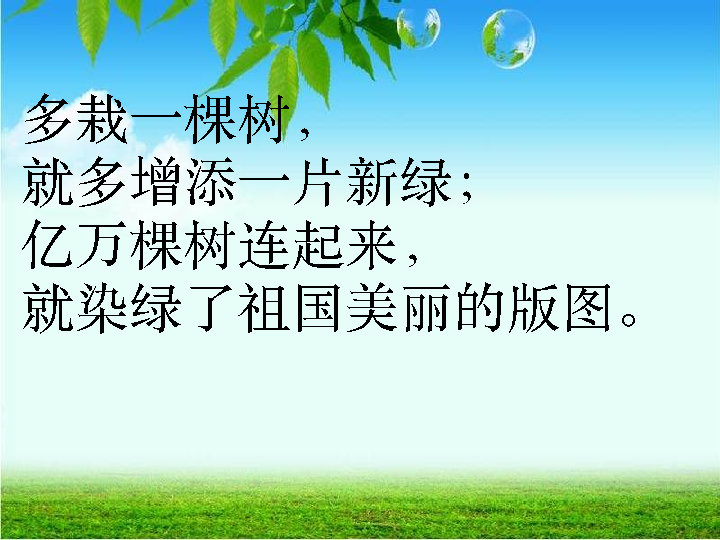 多栽一棵树，
就多增添一片新绿；
亿万棵树连起来，
就染绿了祖国美丽的版图。